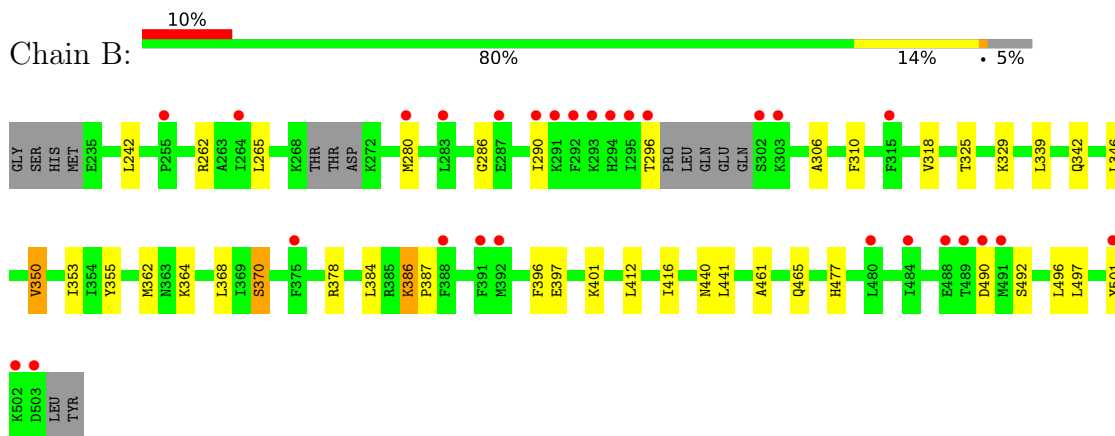 10%
Chain B:
80% 14% • 5%
GLY SER HIS MET E235 L242 P255 R262 A263 I264 L265 K268 THR THR ASP K272 M280 L283 G286 E287 I290 K291 F292 K293 H294 I295 T296 PRO LEU GLN GLU GLN S302 K303 A306 F310 F315 V318 T325 K329 L339 Q342 L346
V350 I353 I354 Y355 M362 N363 K364 L368 I369 S370 F375 R378 L384 R385 K386 P387 F388 F391 M392 F396 E397 K401 L412 I416 N440 L441 A461 Q465 H477 L480 I484 E488 T489 D490 M491 S492 L496 L497 Y501
K502 D503 LEU TYR